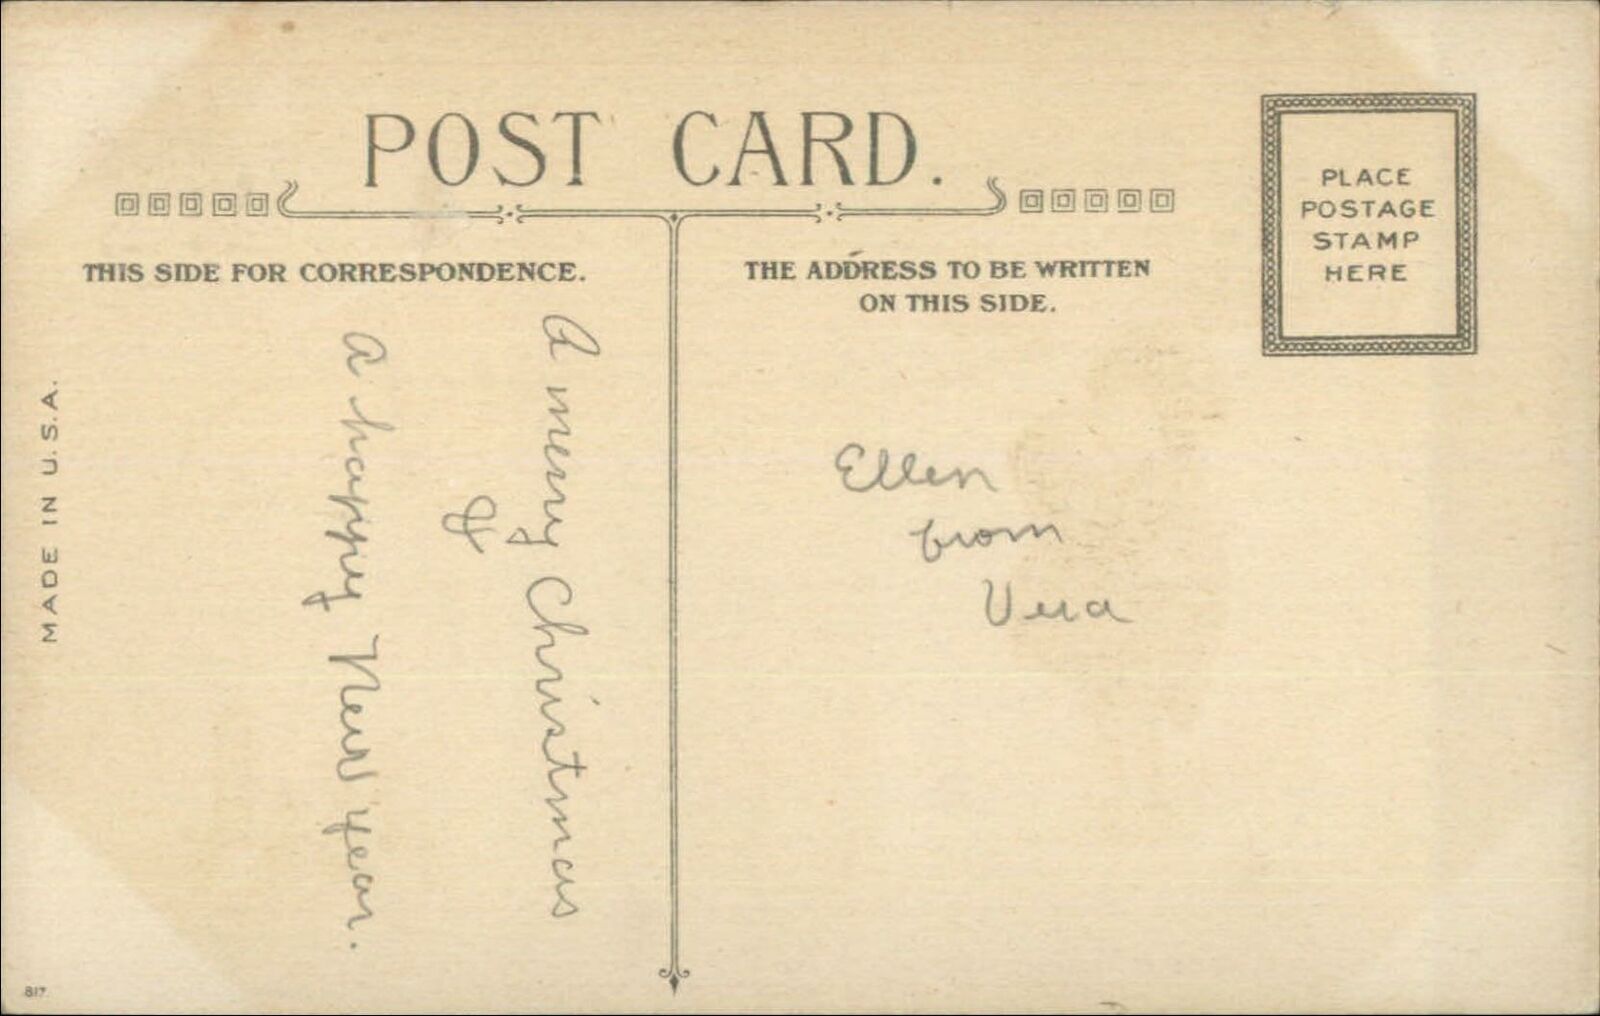 POST CARD.
THIS SIDE FOR CORRESPONDENCE.
A merry Christmas
&
a happy New year.
THE ADDRESS TO BE WRITTEN
ON THIS SIDE.
Ellen
from
Vera
PLACE
POSTAGE
STAMP
HERE
MADE IN U.S.A.
817